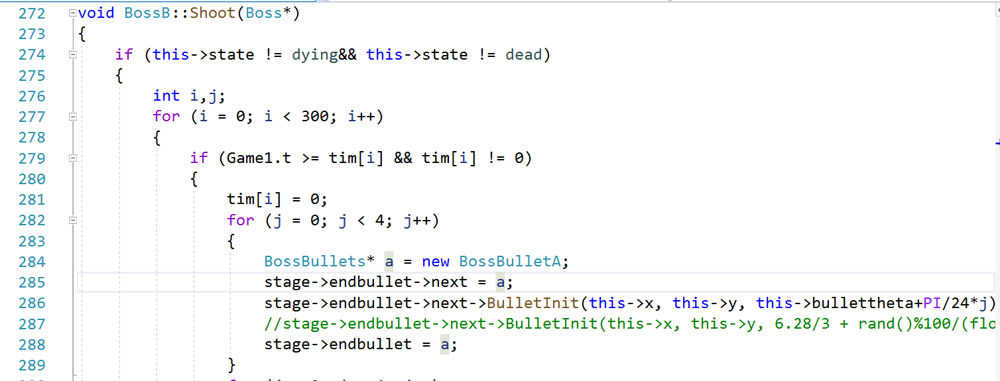 272 void BossB::Shoot(Boss*)
273 {
274 if (this->state != dying&& this->state != dead)
275 {
276 int i,j;
277 for (i = 0; i < 300; i++)
278 {
279 if (Game1.t >= tim[i] && tim[i] != 0)
280 {
281 tim[i] = 0;
282 for (j = 0; j < 4; j++)
283 {
284 BossBullets* a = new BossBulletA;
285 stage->endbullet->next = a;
286 stage->endbullet->next->BulletInit(this->x, this->y, this->bullettheta+PI/24*j)
287 //stage->endbullet->next->BulletInit(this->x, this->y, 6.28/3 + rand()%100/(flo
288 stage->endbullet = a;
289 }